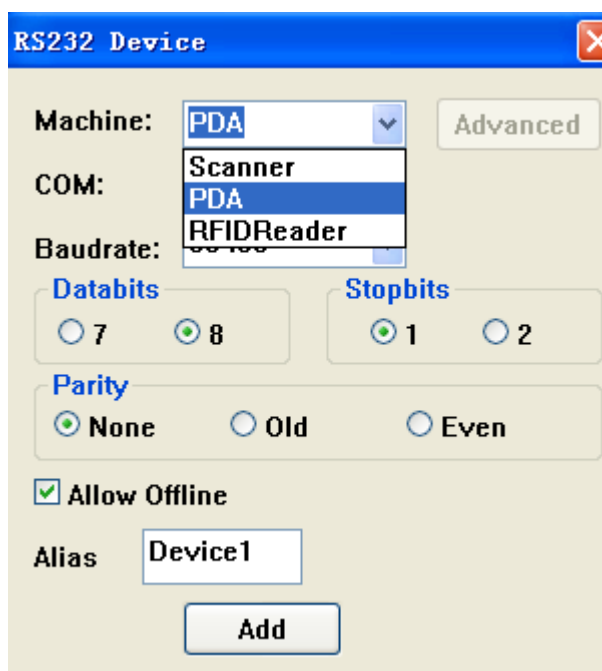 RS232 Device
Machine: PDA Advanced
Scanner
COM: PDA
RFIDReader
Baudrate:
Databits Stopbits
7 8 1 2
Parity
None Old Even
Allow Offline
Alias Device1
Add